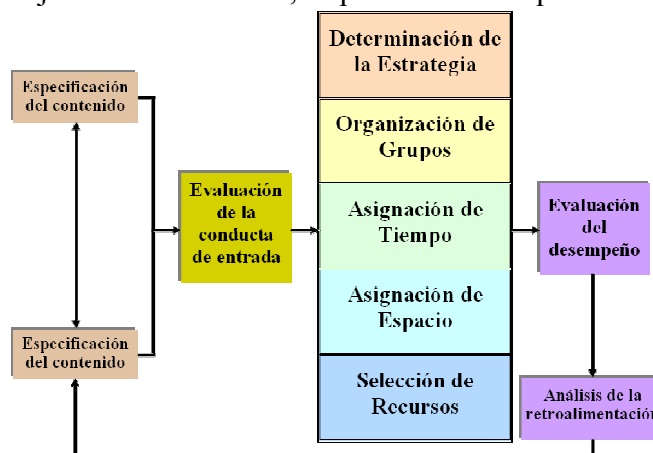 Especificación
del contenido
Especificación
del contenido
Evaluación
de la
conducta
de entrada
Determinación de
la Estrategia
Organización de
Grupos
Asignación de
Tiempo
Asignación de
Espacio
Selección de
Recursos
Evaluación
del
desempeño
Análisis de la
retroalimentación